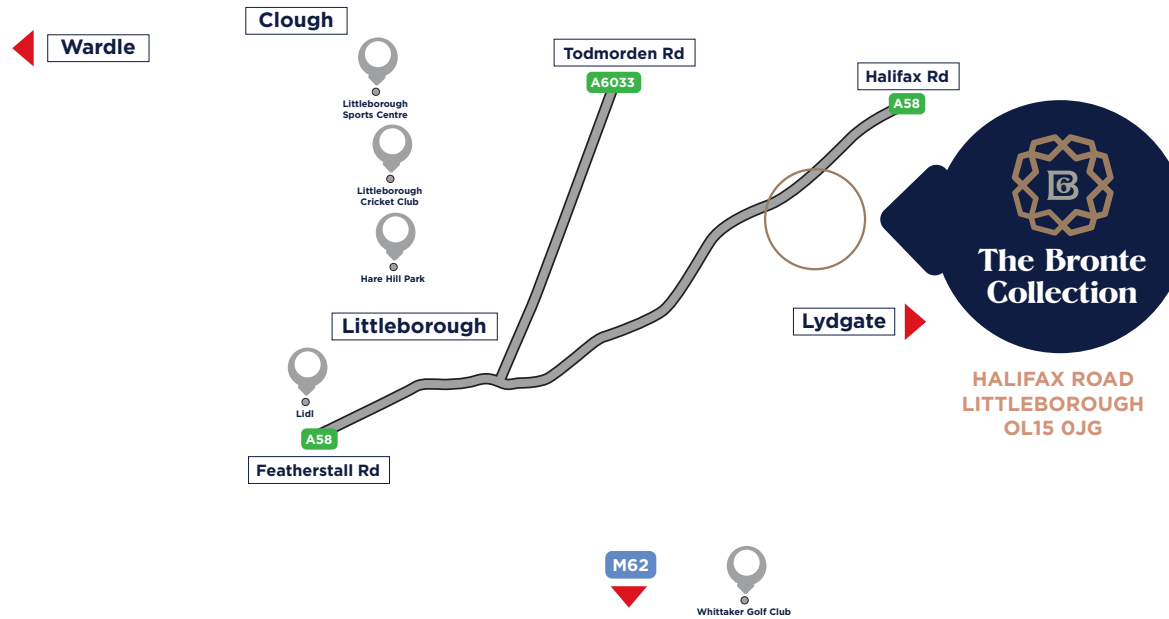 Clough
Wardle
Todmorden Rd
A6033
Halifax Rd
A58
Littleborough
Sports Centre
Littleborough
Cricket Club
Hare Hill Park
B6
The Bronte
Collection
Littleborough
Lydgate
HALIFAX ROAD
LITTLEBOROUGH
OL15 0JG
Lidl
A58
Featherstall Rd
M62
Whittaker Golf Club